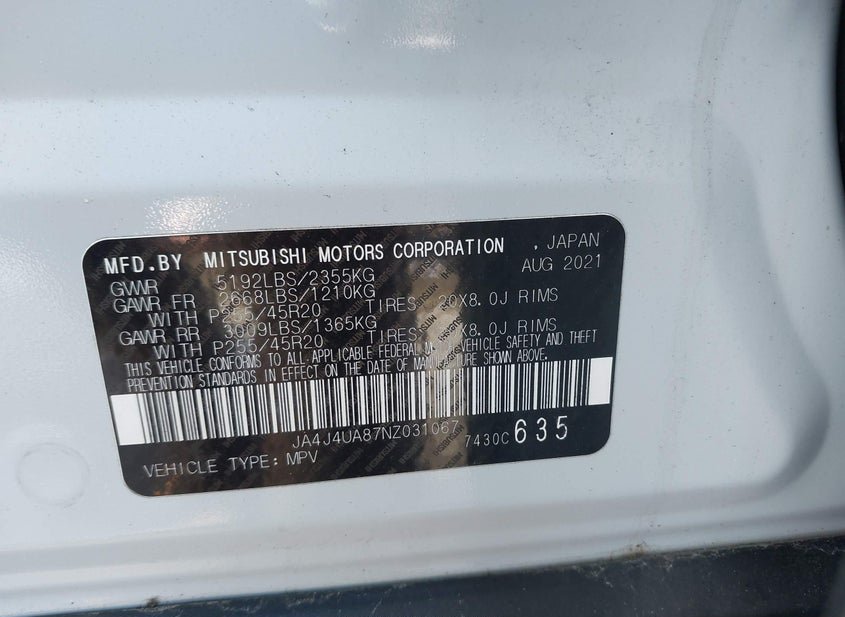 MFD.BY MITSUBISHI MOTORS CORPORATION , JAPAN
GWR 5192LBS/2355KG AUG 2021
GAWR FR 2668LBS/1210KG
WITH P255/45R20 TIRES, 20X8.0J RIMS
GAWR RR 3009LBS/1365KG
WITH P255/45R20 TIRES, 20X8.0J RIMS
THIS VEHICLE CONFORMS TO ALL APPLICABLE FEDERAL VEHICLE SAFETY AND THEFT
PREVENTION STANDARDS IN EFFECT ON THE DATE OF MANUFACTURE SHOWN ABOVE.
JA4J4UA87NZ031067 7430C 635
VEHICLE TYPE: MPV